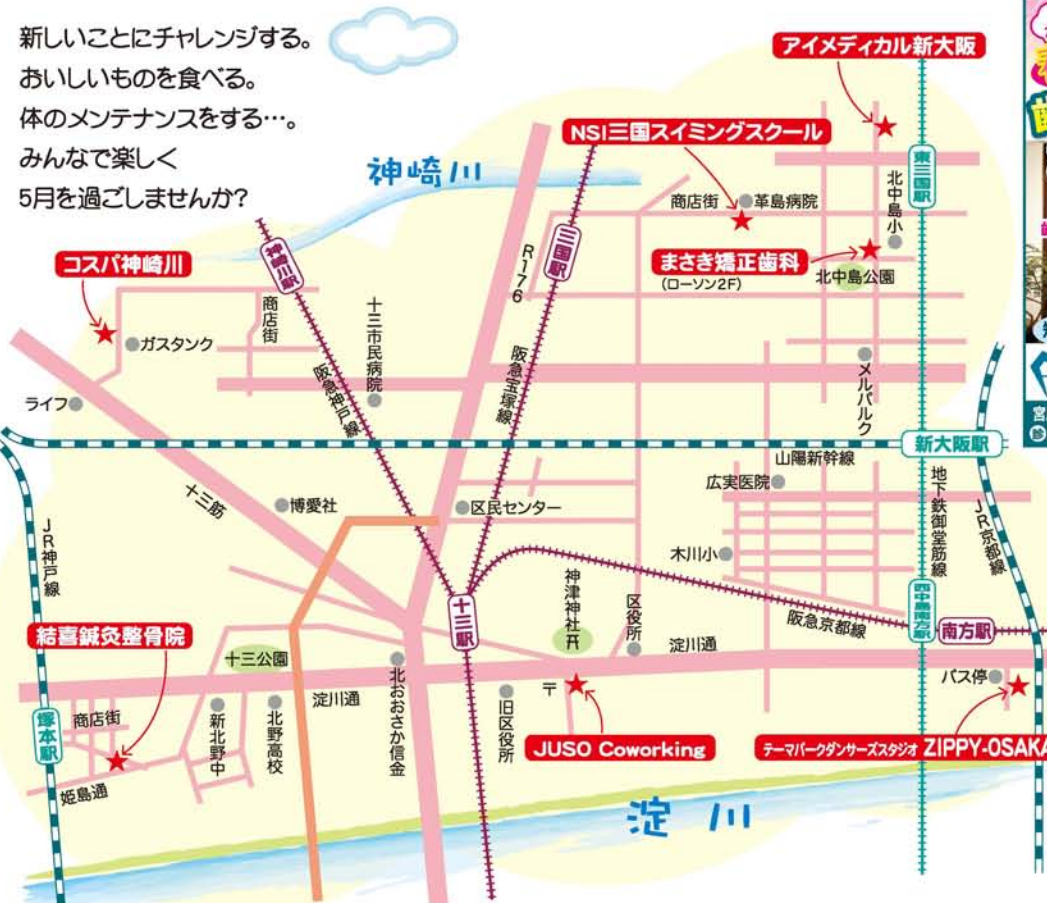 新しいことにチャレンジする。
おいしいものを食べる。
体のメンテナンスをする…。
みんなで楽しく
5月を過ごしませんか?
アイメディカル新大阪
NSI三国スイミングスクール
神崎川
商店街
革島病院
東三国駅
北中島小
コスパ神崎川
神崎川駅
R176
三国駅
まさき矯正歯科
(ローソン2F)
北中島公園
商店街
ガスタンク
十三市民病院
阪急神戸線
阪急宝塚線
メルパルク
ライフ
新大阪駅
山陽新幹線
十三筋
博愛社
区民センター
広実医院
地下鉄御堂筋線
JR京都線
JR神戸線
木川小
神津神社
区役所
十三駅
阪急京都線
西中島南方駅
南方駅
結喜鍼灸整骨院
十三公園
淀川通
バス停
塚本駅
商店街
新北野中
北野高校
淀川通
北おおさか信金
旧区役所
〒
JUSO Coworking
テーマパークダンサーズスタジオ ZIPPY-OSAKA
姫島通
淀川